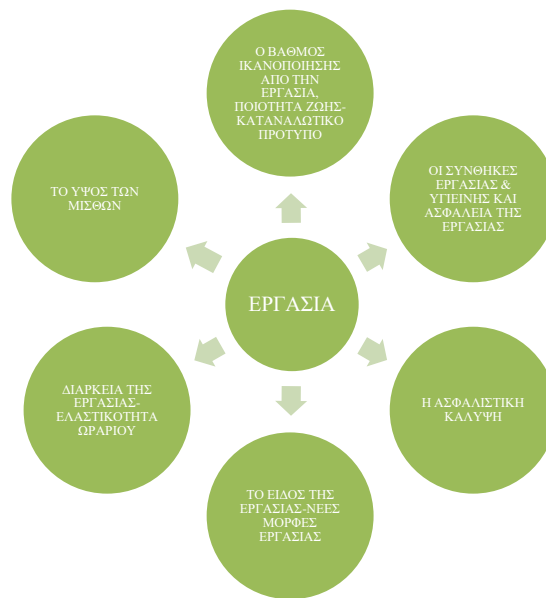 Ο ΒΑΘΜΟΣ
ΙΚΑΝΟΠΟΙΗΣΗΣ
ΑΠΟ ΤΗΝ
ΕΡΓΑΣΙΑ,
ΠΟΙΟΤΗΤΑ ΖΩΗΣ-
ΚΑΤΑΝΑΛΩΤΙΚΟ
ΠΡΟΤΥΠΟ
ΟΙ ΣΥΝΘΗΚΕΣ
ΕΡΓΑΣΙΑΣ &
ΥΓΙΕΙΝΗΣ ΚΑΙ
ΑΣΦΑΛΕΙΑ ΤΗΣ
ΕΡΓΑΣΙΑΣ
Η ΑΣΦΑΛΙΣΤΙΚΗ
ΚΑΛΥΨΗ
ΤΟ ΕΙΔΟΣ ΤΗΣ
ΕΡΓΑΣΙΑΣ-ΝΕΕΣ
ΜΟΡΦΕΣ
ΕΡΓΑΣΙΑΣ
ΔΙΑΡΚΕΙΑ ΤΗΣ
ΕΡΓΑΣΙΑΣ-
ΕΛΑΣΤΙΚΟΤΗΤΑ
ΩΡΑΡΙΟΥ
ΤΟ ΥΨΟΣ ΤΩΝ
ΜΙΣΘΩΝ
ΕΡΓΑΣΙΑ